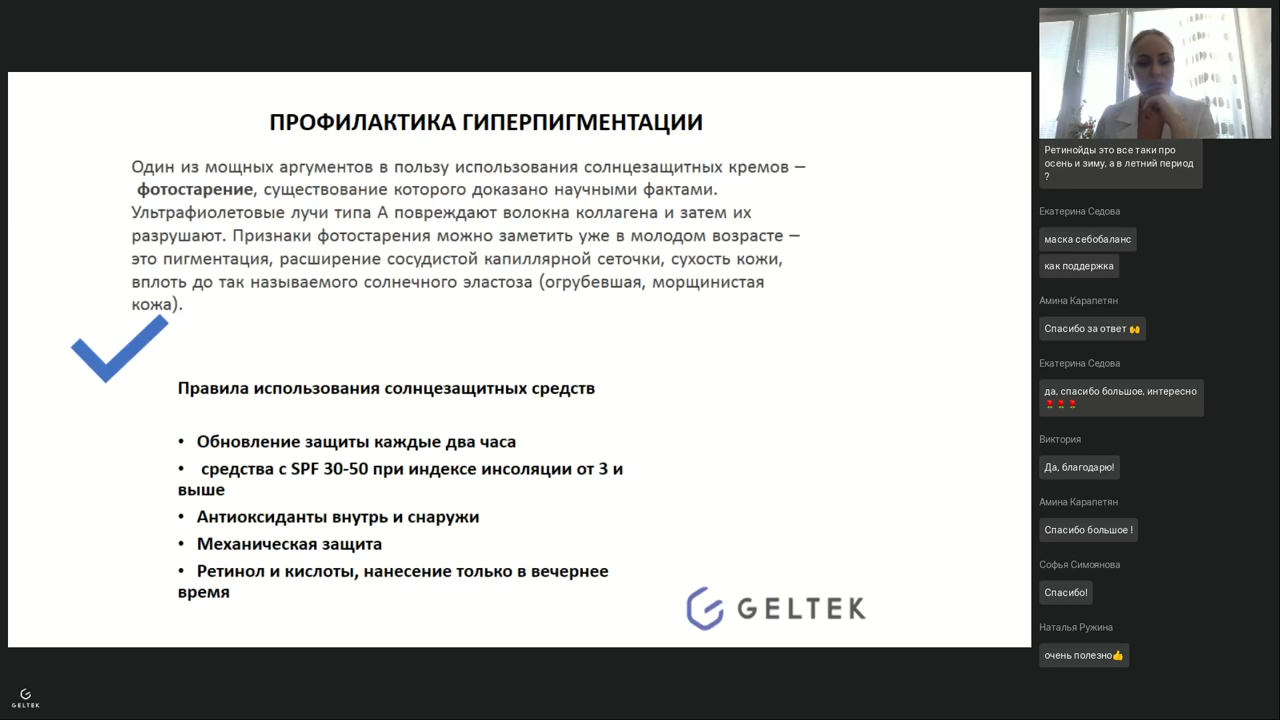 ПРОФИЛАКТИКА ГИПЕРПИГМЕНТАЦИИ
Один из мощных аргументов в пользу использования солнцезащитных кремов –
фотостарение, существование которого доказано научными фактами.
Ультрафиолетовые лучи типа А повреждают волокна коллагена и затем их
разрушают. Признаки фотостарения можно заметить уже в молодом возрасте –
это пигментация, расширение сосудистой капиллярной сеточки, сухость кожи,
вплоть до так называемого солнечного эластоза (огрубевшая, морщинистая
кожа).
Правила использования солнцезащитных средств
• Обновление защиты каждые два часа
• средства с SPF 30-50 при индексе инсоляции от 3 и
выше
• Антиоксиданты внутрь и снаружи
• Механическая защита
• Ретинол и кислоты, нанесение только в вечернее
время
GELTEK
GELTEK
Ретинойды это все таки про
осень и зиму, а в летний период
?
Екатерина Седова
маска себобаланс
как поддержка
Амина Карапетян
Спасибо за ответ 🙌
Екатерина Седова
да, спасибо большое, интересно
🌹🌹🌹
Виктория
Да, благодарю!
Амина Карапетян
Спасибо большое !
Софья Симоянова
Спасибо!
Наталья Ружина
очень полезно👍